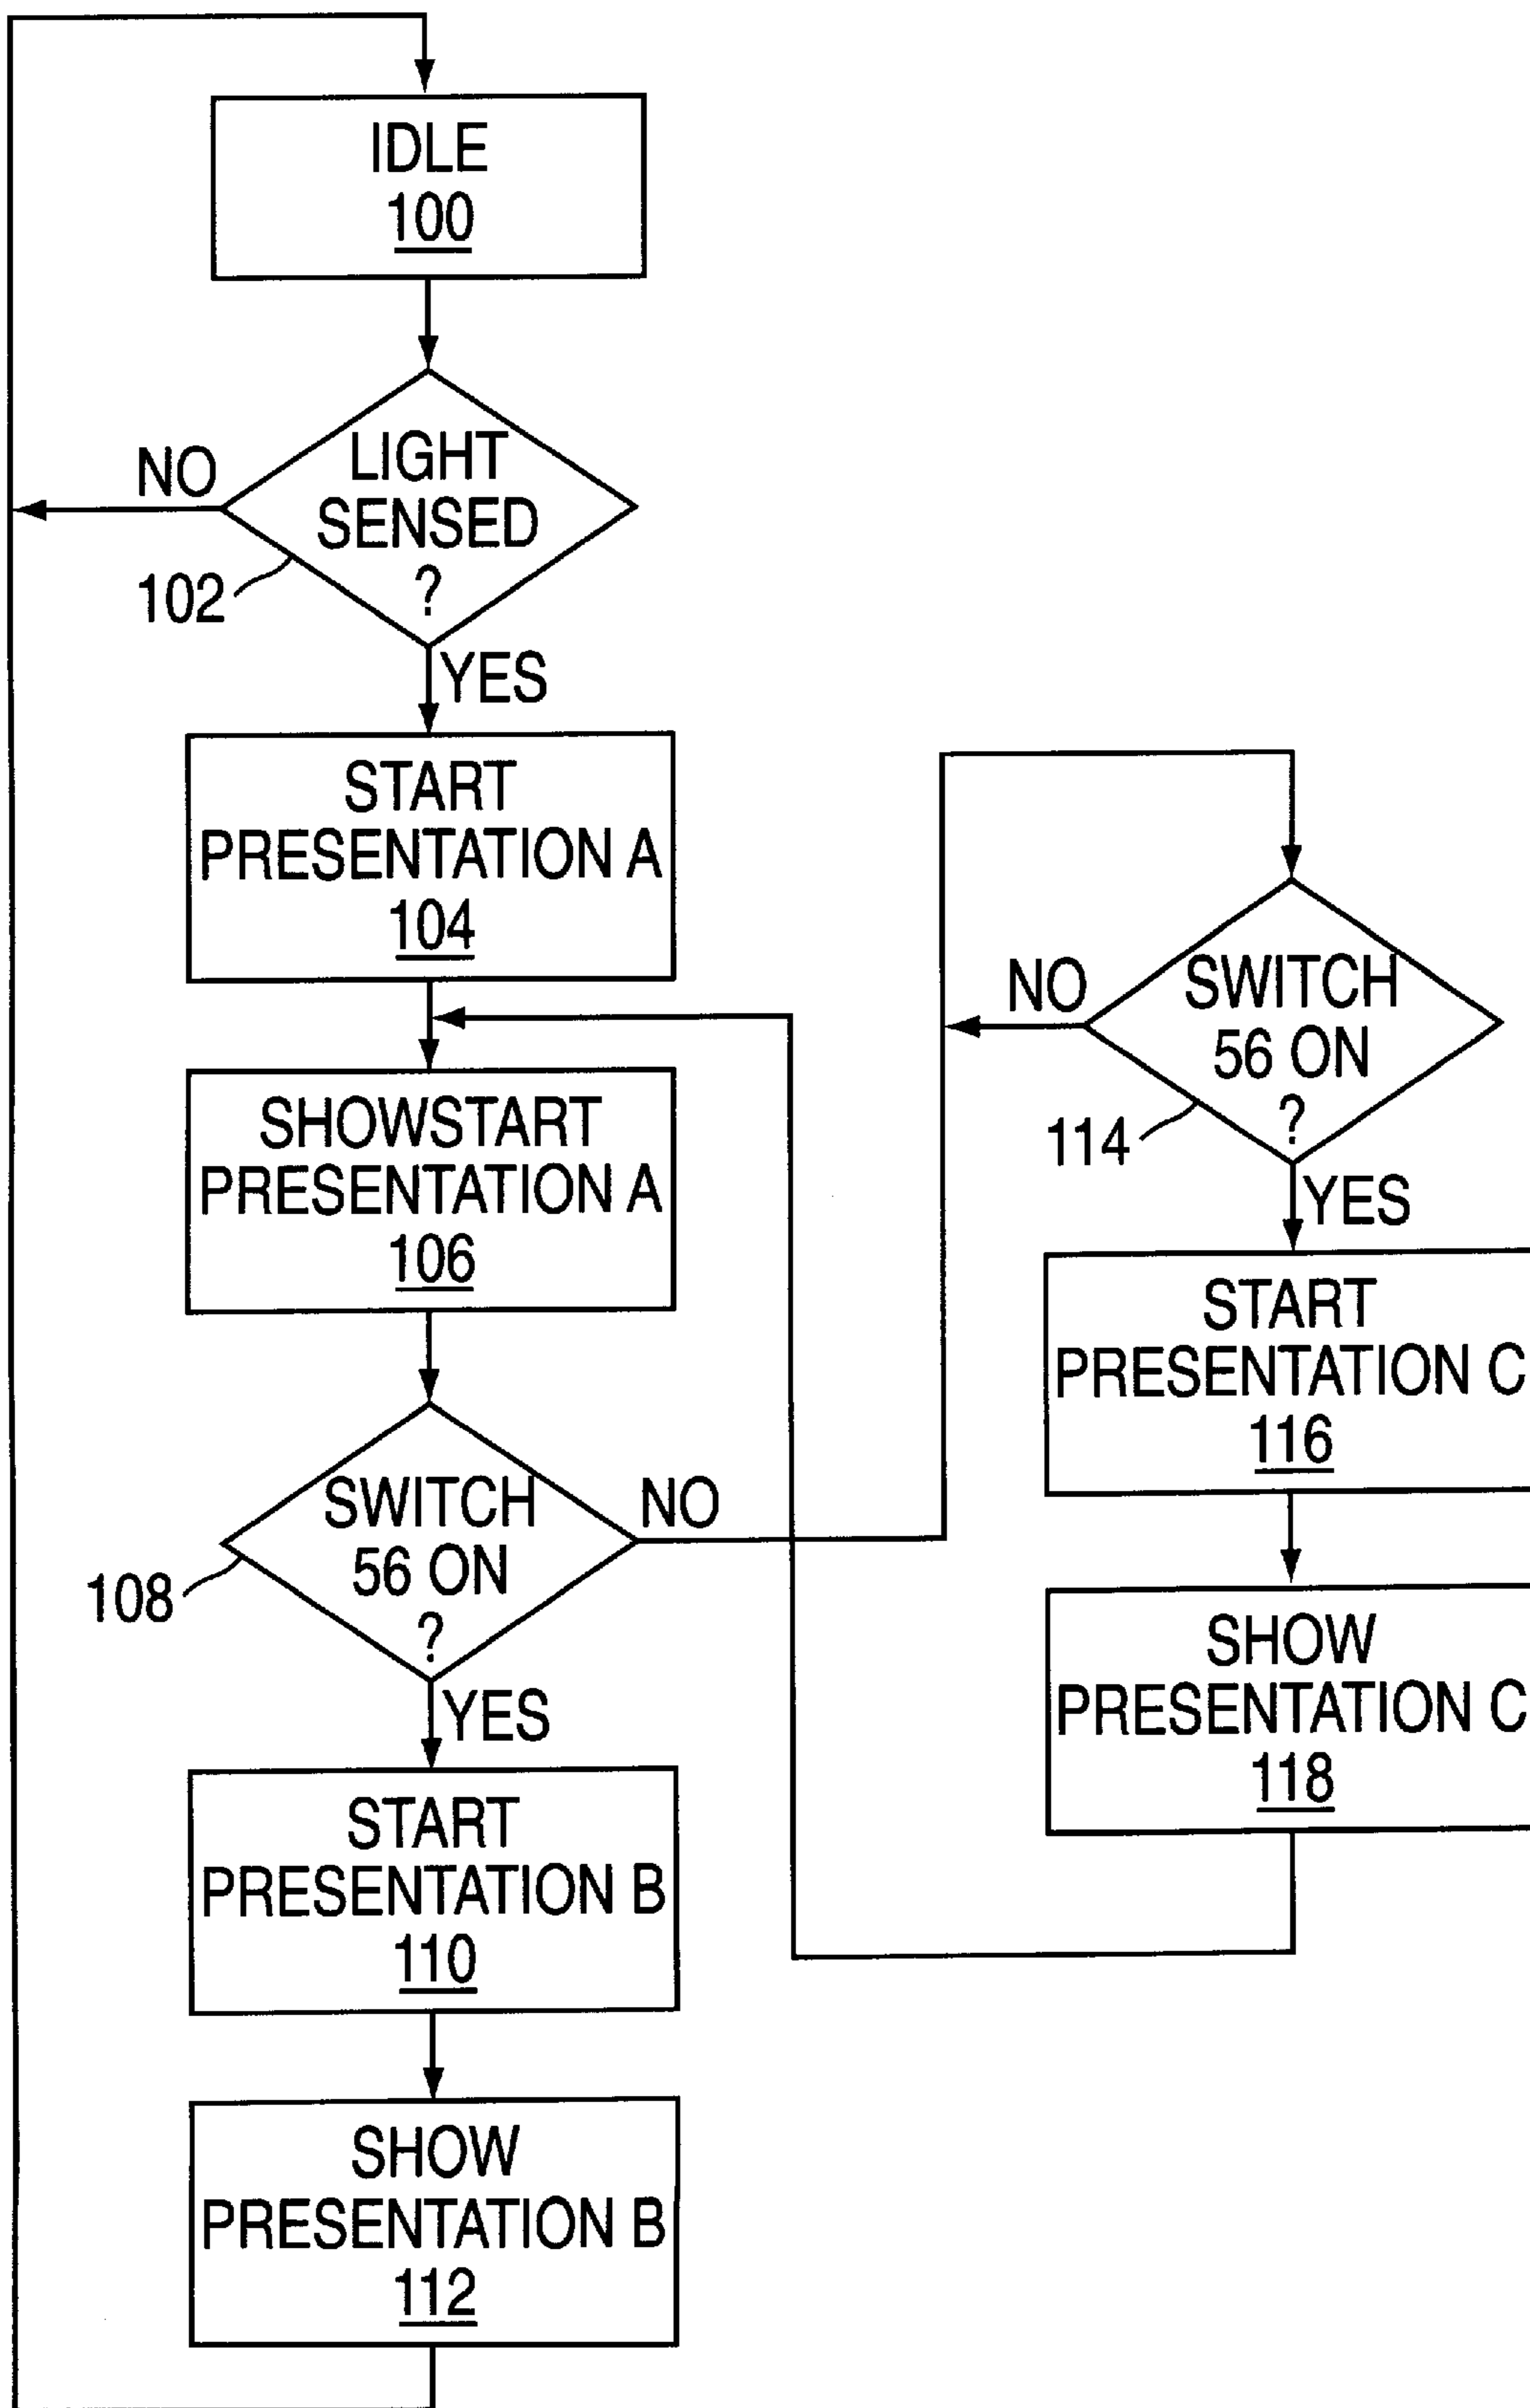 IDLE
100
NO
LIGHT
SENSED
?
102
YES
START
PRESENTATION A
104
SHOWSTART
PRESENTATION A
106
SWITCH
56 ON
?
NO
108
YES
START
PRESENTATION B
110
SHOW
PRESENTATION B
112
NO
SWITCH
56 ON
?
114
YES
START
PRESENTATION C
116
SHOW
PRESENTATION C
118